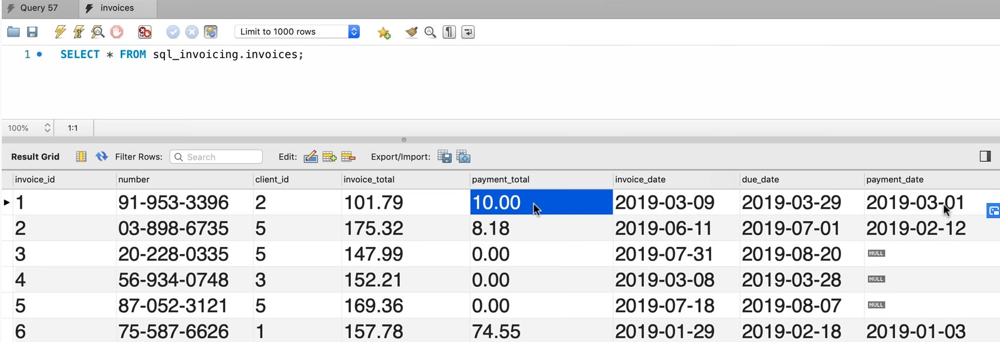 Query 57 invoices
Limit to 1000 rows
1 SELECT * FROM sql_invoicing.invoices;
100% 1:1
Result Grid Filter Rows: Search Edit: Export/Import:
invoice_id number client_id invoice_total payment_total invoice_date due_date payment_date
1 91-953-3396 2 101.79 10.00 2019-03-09 2019-03-29 2019-03-01
2 03-898-6735 5 175.32 8.18 2019-06-11 2019-07-01 2019-02-12
3 20-228-0335 5 147.99 0.00 2019-07-31 2019-08-20 NULL
4 56-934-0748 3 152.21 0.00 2019-03-08 2019-03-28 NULL
5 87-052-3121 5 169.36 0.00 2019-07-18 2019-08-07 NULL
6 75-587-6626 1 157.78 74.55 2019-01-29 2019-02-18 2019-01-03